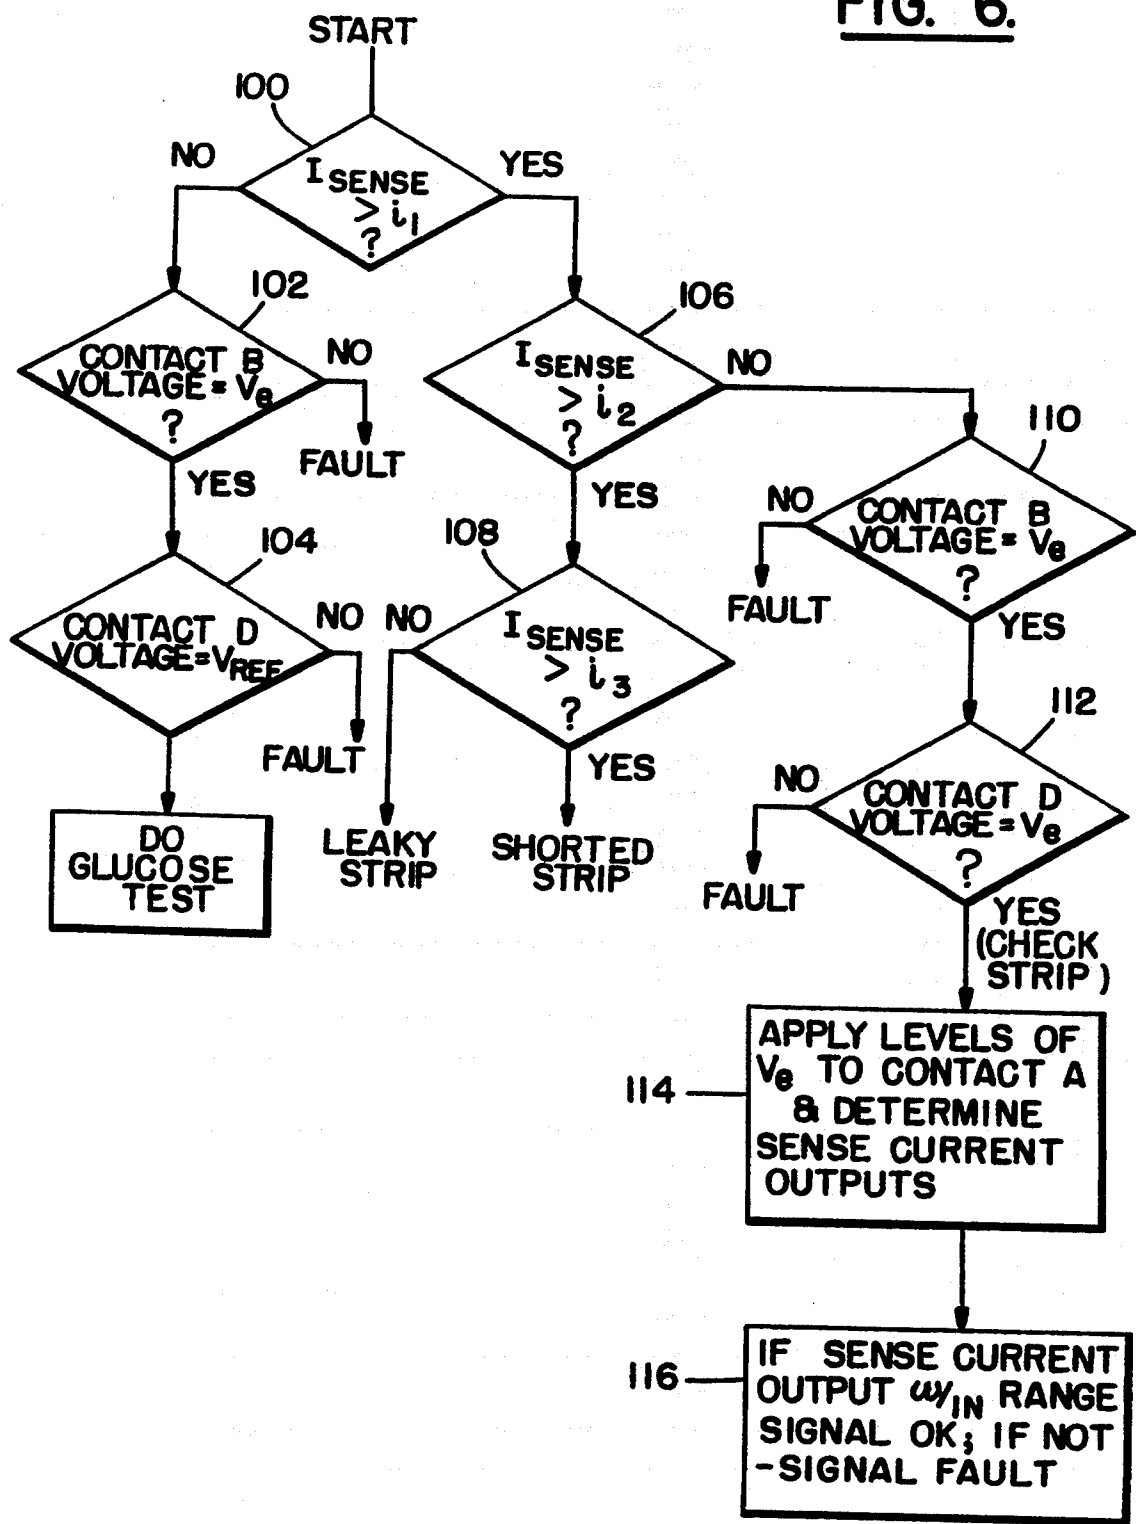 FIG. 6.
START
100
NO
YES
I SENSE
> i1
?
102
106
CONTACT B
VOLTAGE = Ve
?
NO
FAULT
YES
I SENSE
> i2
?
NO
YES
110
CONTACT B
VOLTAGE = Ve
?
NO
FAULT
YES
104
CONTACT D
VOLTAGE = VREF
NO
FAULT
108
NO
I SENSE
> i3
?
YES
112
CONTACT D
VOLTAGE = Ve
?
NO
FAULT
YES
(CHECK
STRIP)
DO
GLUCOSE
TEST
LEAKY
STRIP
SHORTED
STRIP
114
APPLY LEVELS OF
Ve TO CONTACT A
& DETERMINE
SENSE CURRENT
OUTPUTS
116
IF SENSE CURRENT
OUTPUT w/IN RANGE
SIGNAL OK; IF NOT
-SIGNAL FAULT